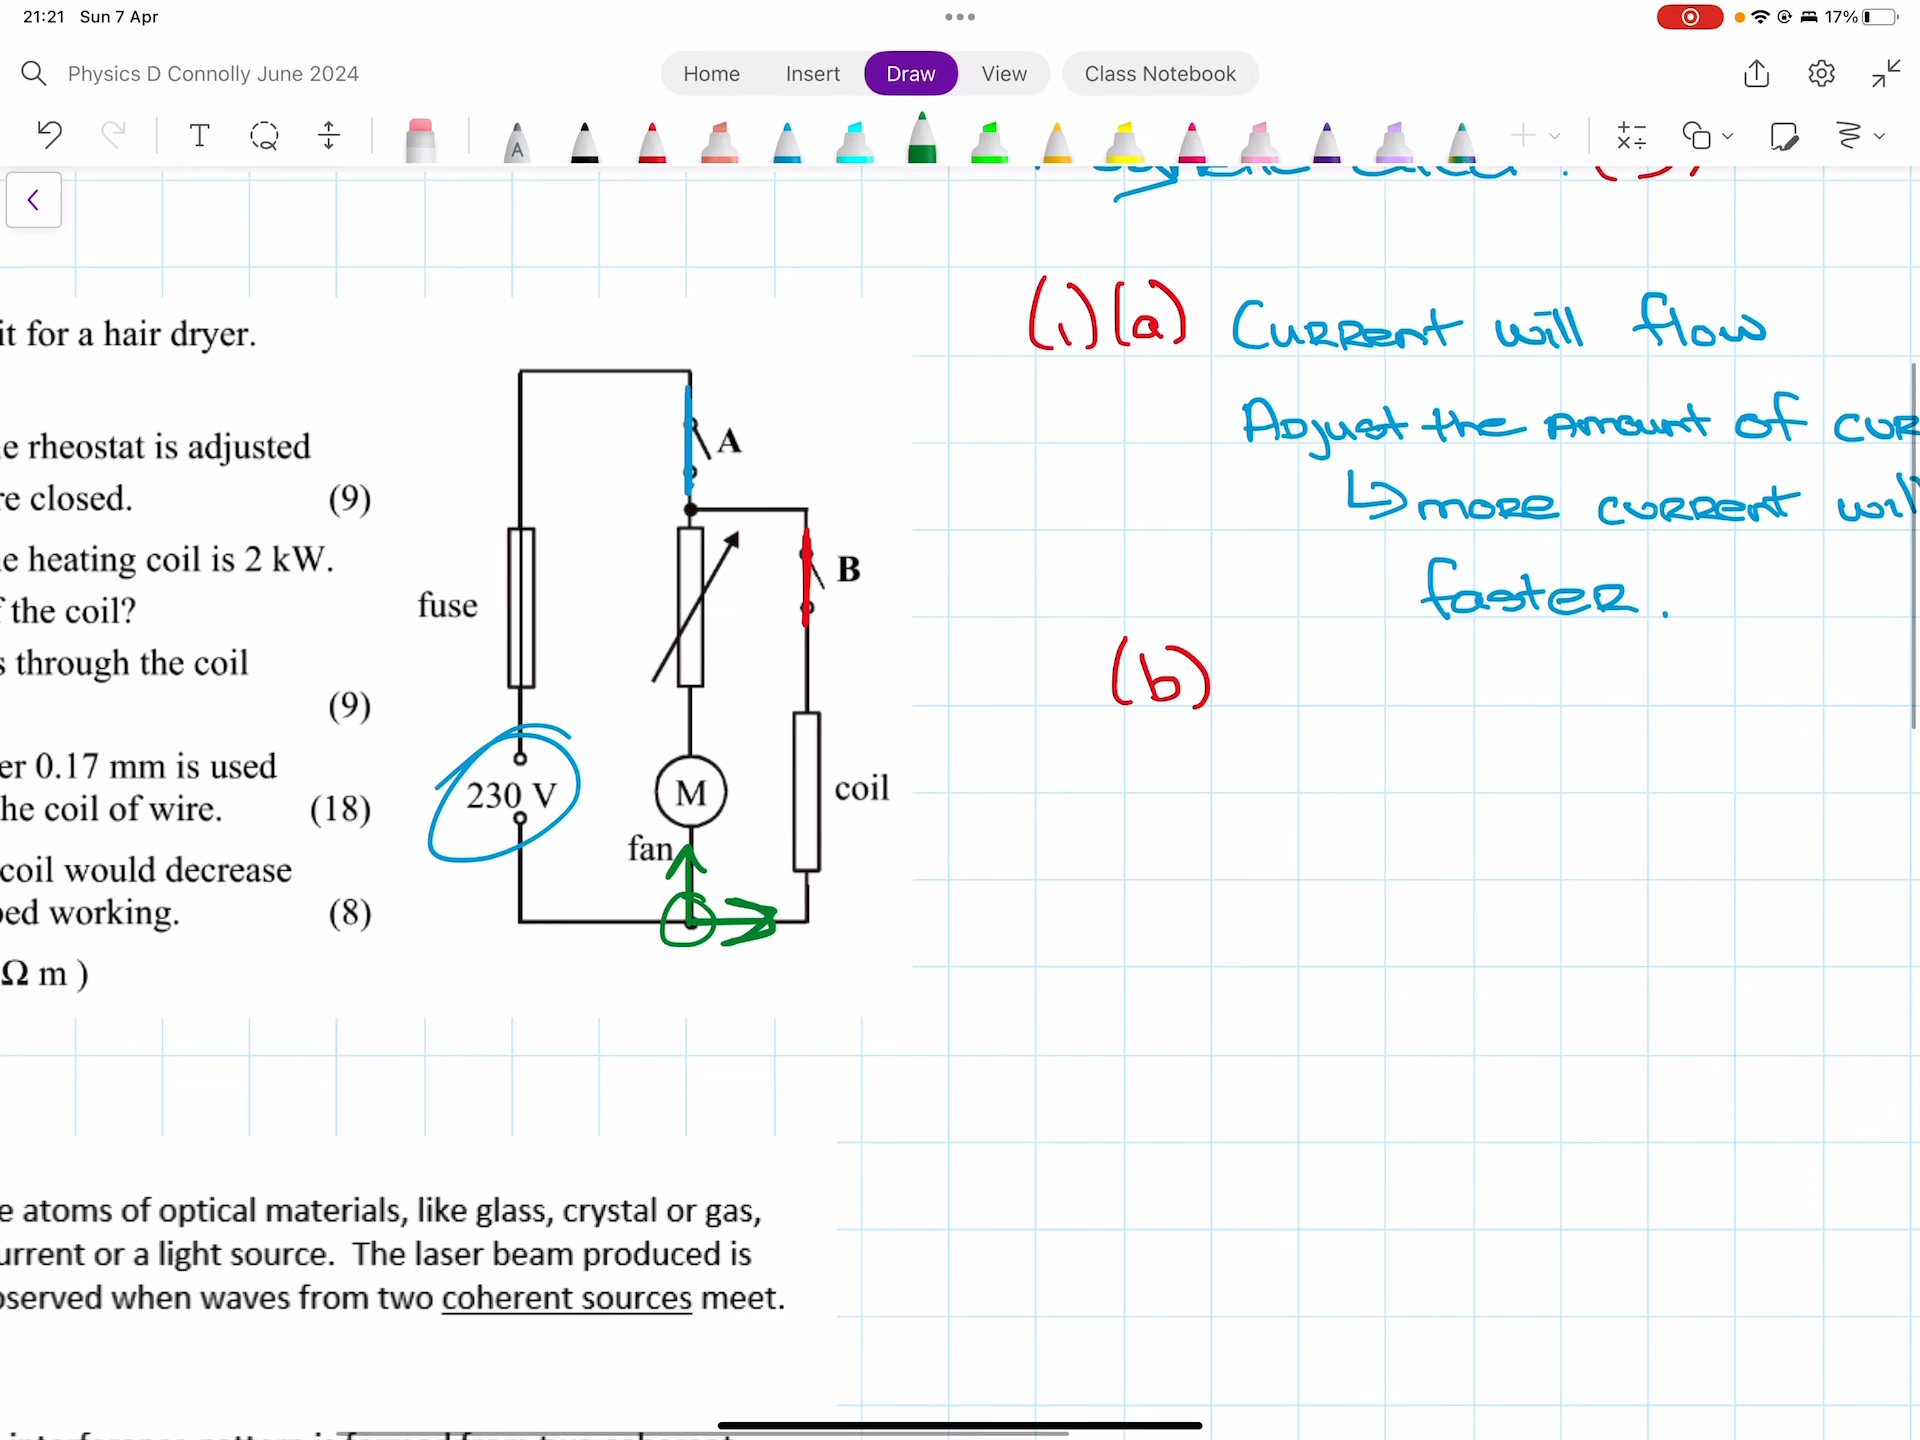 21:21 Sun 7 Apr
17%
Physics D Connolly June 2024
Home Insert Draw View Class Notebook
T
A
(i)(a) Current will flow
Adjust the amount of cur
↳ more current wil
faster.
(b)
it for a hair dryer.
e rheostat is adjusted
re closed. (9)
e heating coil is 2 kW.
f the coil?
s through the coil
(9)
er 0.17 mm is used
he coil of wire. (18)
coil would decrease
ped working. (8)
Ω m )
A
B
fuse
230 V
M
fan
coil
e atoms of optical materials, like glass, crystal or gas,
urrent or a light source. The laser beam produced is
bserved when waves from two coherent sources meet.